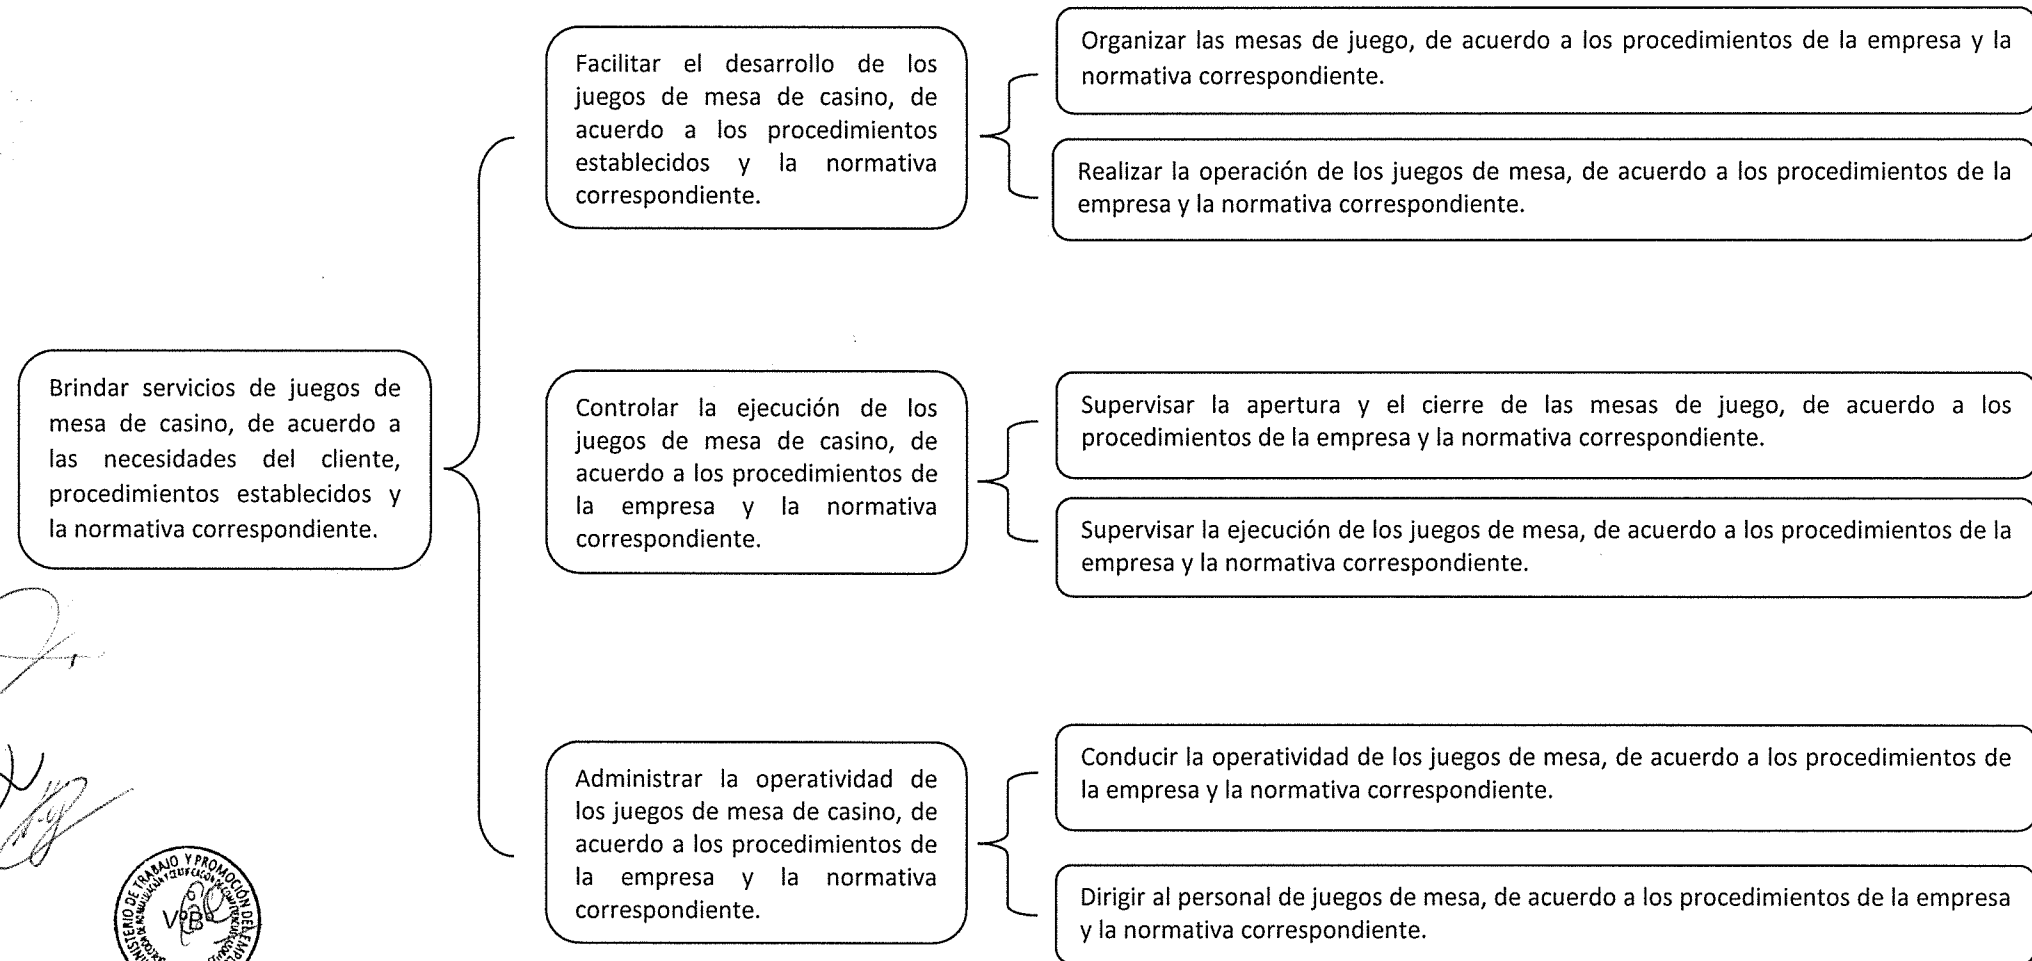 Brindar servicios de juegos de
mesa de casino, de acuerdo a
las necesidades del cliente,
procedimientos establecidos y
la normativa correspondiente.
Facilitar el desarrollo de los
juegos de mesa de casino, de
acuerdo a los procedimientos
establecidos y la normativa
correspondiente.
Organizar las mesas de juego, de acuerdo a los procedimientos de la empresa y la
normativa correspondiente.
Realizar la operación de los juegos de mesa, de acuerdo a los procedimientos de la
empresa y la normativa correspondiente.
Controlar la ejecución de los
juegos de mesa de casino, de
acuerdo a los procedimientos de
la empresa y la normativa
correspondiente.
Supervisar la apertura y el cierre de las mesas de juego, de acuerdo a los
procedimientos de la empresa y la normativa correspondiente.
Supervisar la ejecución de los juegos de mesa, de acuerdo a los procedimientos de la
empresa y la normativa correspondiente.
Administrar la operatividad de
los juegos de mesa de casino, de
acuerdo a los procedimientos de
la empresa y la normativa
correspondiente.
Conducir la operatividad de los juegos de mesa, de acuerdo a los procedimientos de
la empresa y la normativa correspondiente.
Dirigir al personal de juegos de mesa, de acuerdo a los procedimientos de la empresa
y la normativa correspondiente.
DE TRABAJO Y PROMOCIÓN DEL
V°B°